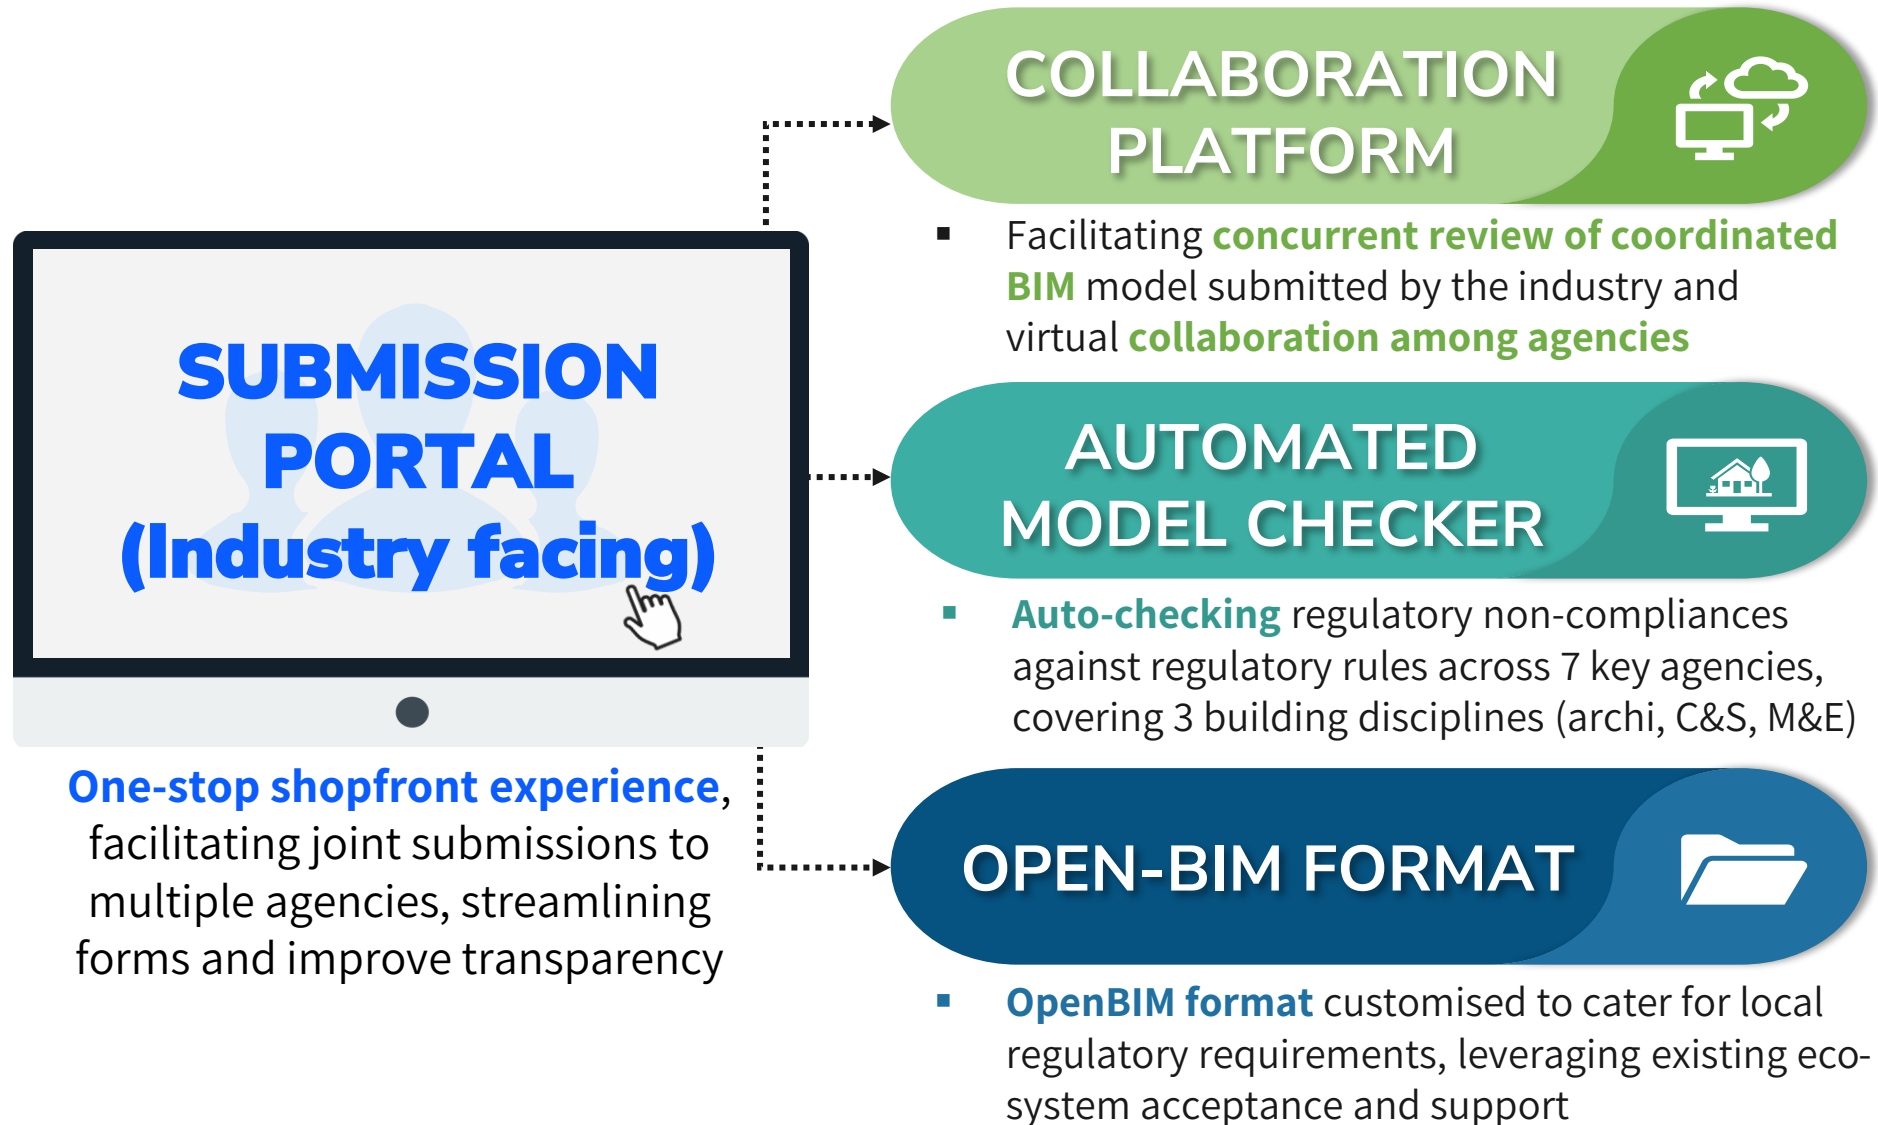 SUBMISSION
PORTAL
(Industry facing)
One-stop shopfront experience,
facilitating joint submissions to
multiple agencies, streamlining
forms and improve transparency
COLLABORATION
PLATFORM
▪ Facilitating concurrent review of coordinated
BIM model submitted by the industry and
virtual collaboration among agencies
AUTOMATED
MODEL CHECKER
▪ Auto-checking regulatory non-compliances
against regulatory rules across 7 key agencies,
covering 3 building disciplines (archi, C&S, M&E)
OPEN-BIM FORMAT
▪ OpenBIM format customised to cater for local
regulatory requirements, leveraging existing eco-
system acceptance and support